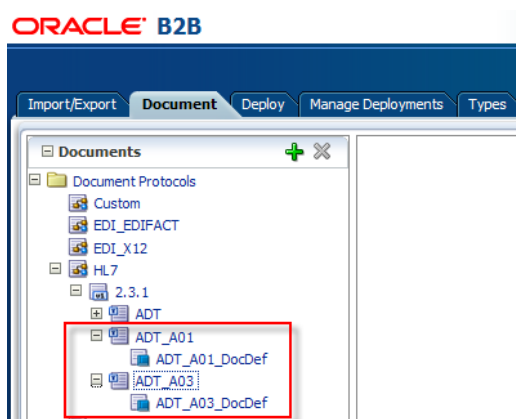 ORACLE B2B
Import/Export Document Deploy Manage Deployments Types
Documents
Document Protocols
Custom
EDI_EDIFACT
EDI_X12
HL7
2.3.1
ADT
ADT_A01
ADT_A01_DocDef
ADT_A03
ADT_A03_DocDef